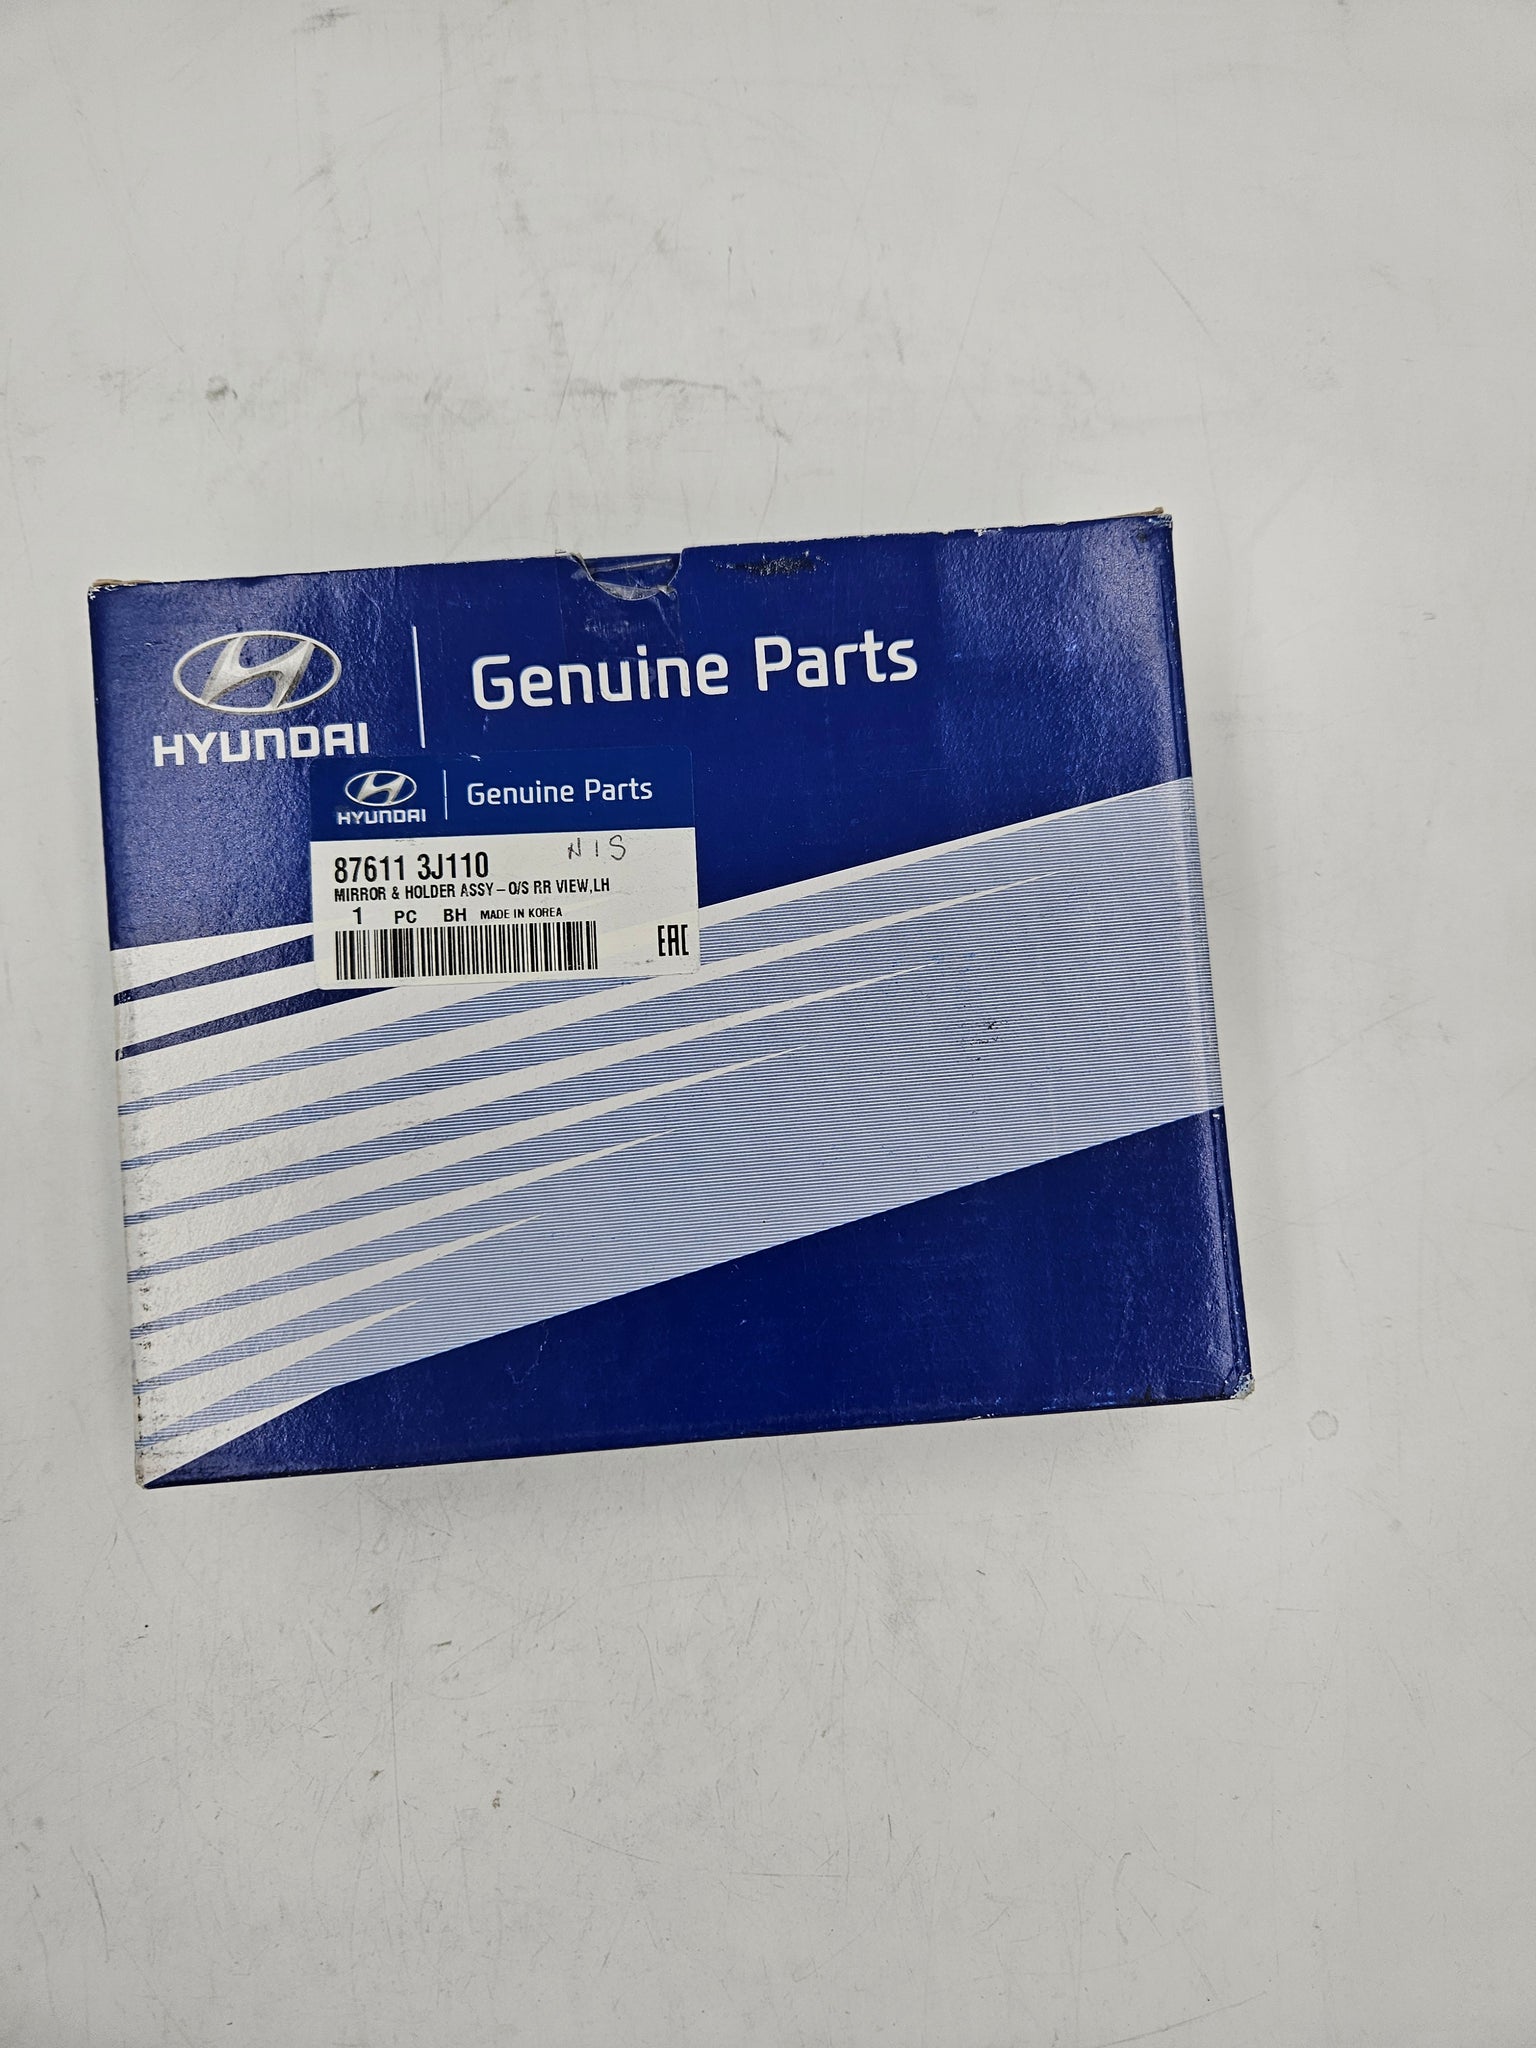 HYUNDAI
Genuine Parts
HYUNDAI
Genuine Parts
NIS
87611 3J110
MIRROR & HOLDER ASSY-O/S RR VIEW,LH
1 PC BH MADE IN KOREA
EAC